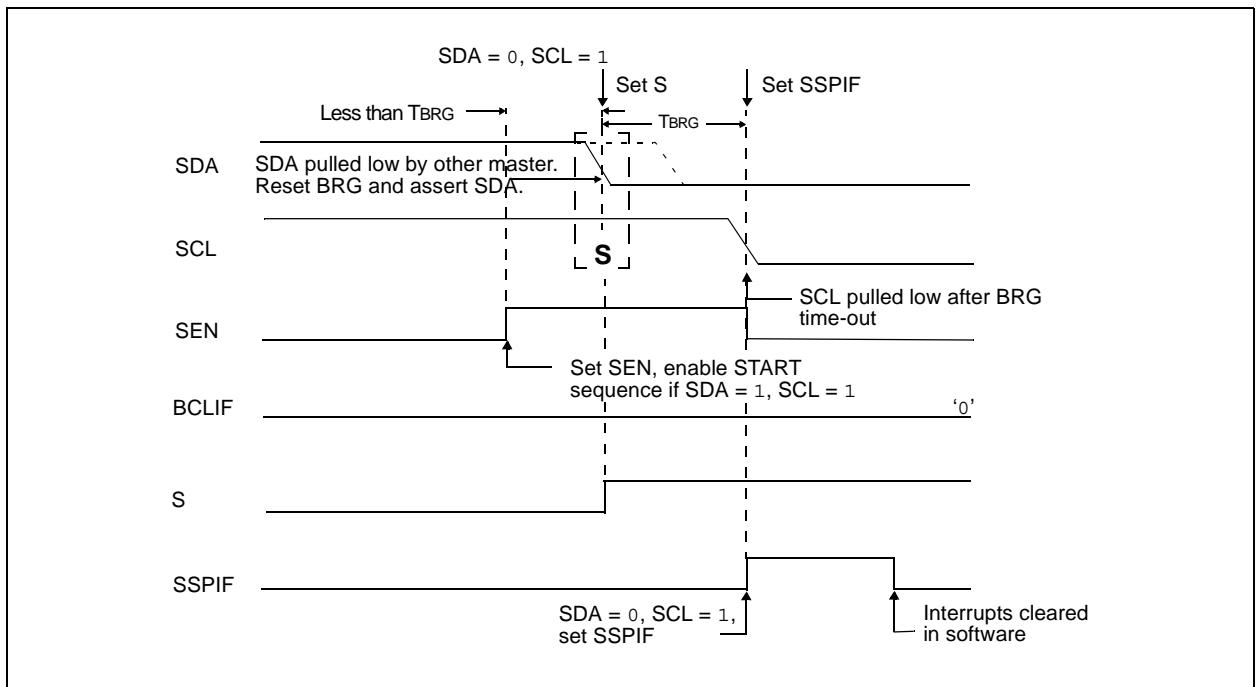 SDA = 0, SCL = 1
Set S
Set SSPIF
Less than TBRG
TBRG
SDA
SDA pulled low by other master.
Reset BRG and assert SDA.
SCL
S
SCL pulled low after BRG
time-out
SEN
Set SEN, enable START
sequence if SDA = 1, SCL = 1
BCLIF
‘0’
S
SSPIF
SDA = 0, SCL = 1,
set SSPIF
Interrupts cleared
in software